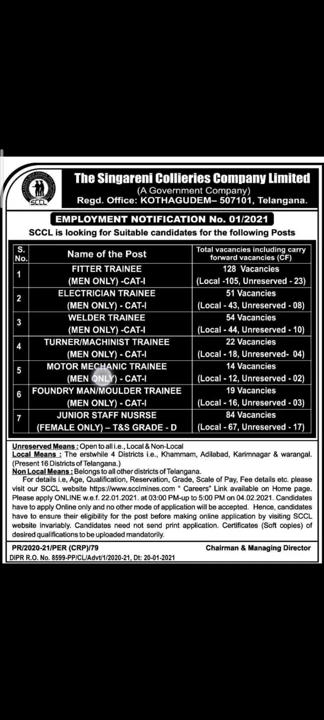 The Singareni Collieries Company Limited
(A Government Company)
Regd. Office: KOTHAGUDEM– 507101, Telangana.
SCCL
EMPLOYMENT NOTIFICATION No. 01/2021
SCCL is looking for Suitable candidates for the following Posts
S. No. Name of the Post Total vacancies including carry forward vacancies (CF)
1 FITTER TRAINEE 128 Vacancies
(MEN ONLY) -CAT-I (Local -105, Unreserved - 23)
2 ELECTRICIAN TRAINEE 51 Vacancies
(MEN ONLY) - CAT-I (Local - 43, Unreserved - 08)
3 WELDER TRAINEE 54 Vacancies
(MEN ONLY) -CAT-I (Local - 44, Unreserved - 10)
4 TURNER/MACHINIST TRAINEE 22 Vacancies
(MEN ONLY) - CAT-I (Local - 18, Unreserved- 04)
5 MOTOR MECHANIC TRAINEE 14 Vacancies
(MEN ONLY) - CAT-I (Local - 12, Unreserved - 02)
6 FOUNDRY MAN/MOULDER TRAINEE 19 Vacancies
(MEN ONLY) - CAT-I (Local - 16, Unreserved - 03)
7 JUNIOR STAFF NUSRSE 84 Vacancies
(FEMALE ONLY) – T&S GRADE - D (Local - 67, Unreserved - 17)
Unreserved Means : Open to all i.e., Local & Non-Local
Local Means : The erstwhile 4 Districts i.e., Khammam, Adilabad, Karimnagar & warangal.
(Present 16 Districts of Telangana.)
Non Local Means : Belongs to all other districts of Telangana.
For details i.e, Age, Qualification, Reservation, Grade, Scale of Pay, Fee details etc. please
visit our SCCL website https://www.scclmines.com " Careers" Link available on Home page.
Please apply ONLINE w.e.f. 22.01.2021. at 03:00 PM-up to 5:00 PM on 04.02.2021. Candidates
have to apply Online only and no other mode of application will be accepted. Hence, candidates
have to ensure their eligibility for the post before making online application by visiting SCCL
website invariably. Candidates need not send print application. Certificates (Soft copies) of
desired qualifications to be uploaded mandatorily.
PR/2020-21/PER (CRP)/79 Chairman & Managing Director
DIPR R.O. No. 8599-PP/CL/Advt/1/2020-21, Dt: 20-01-2021